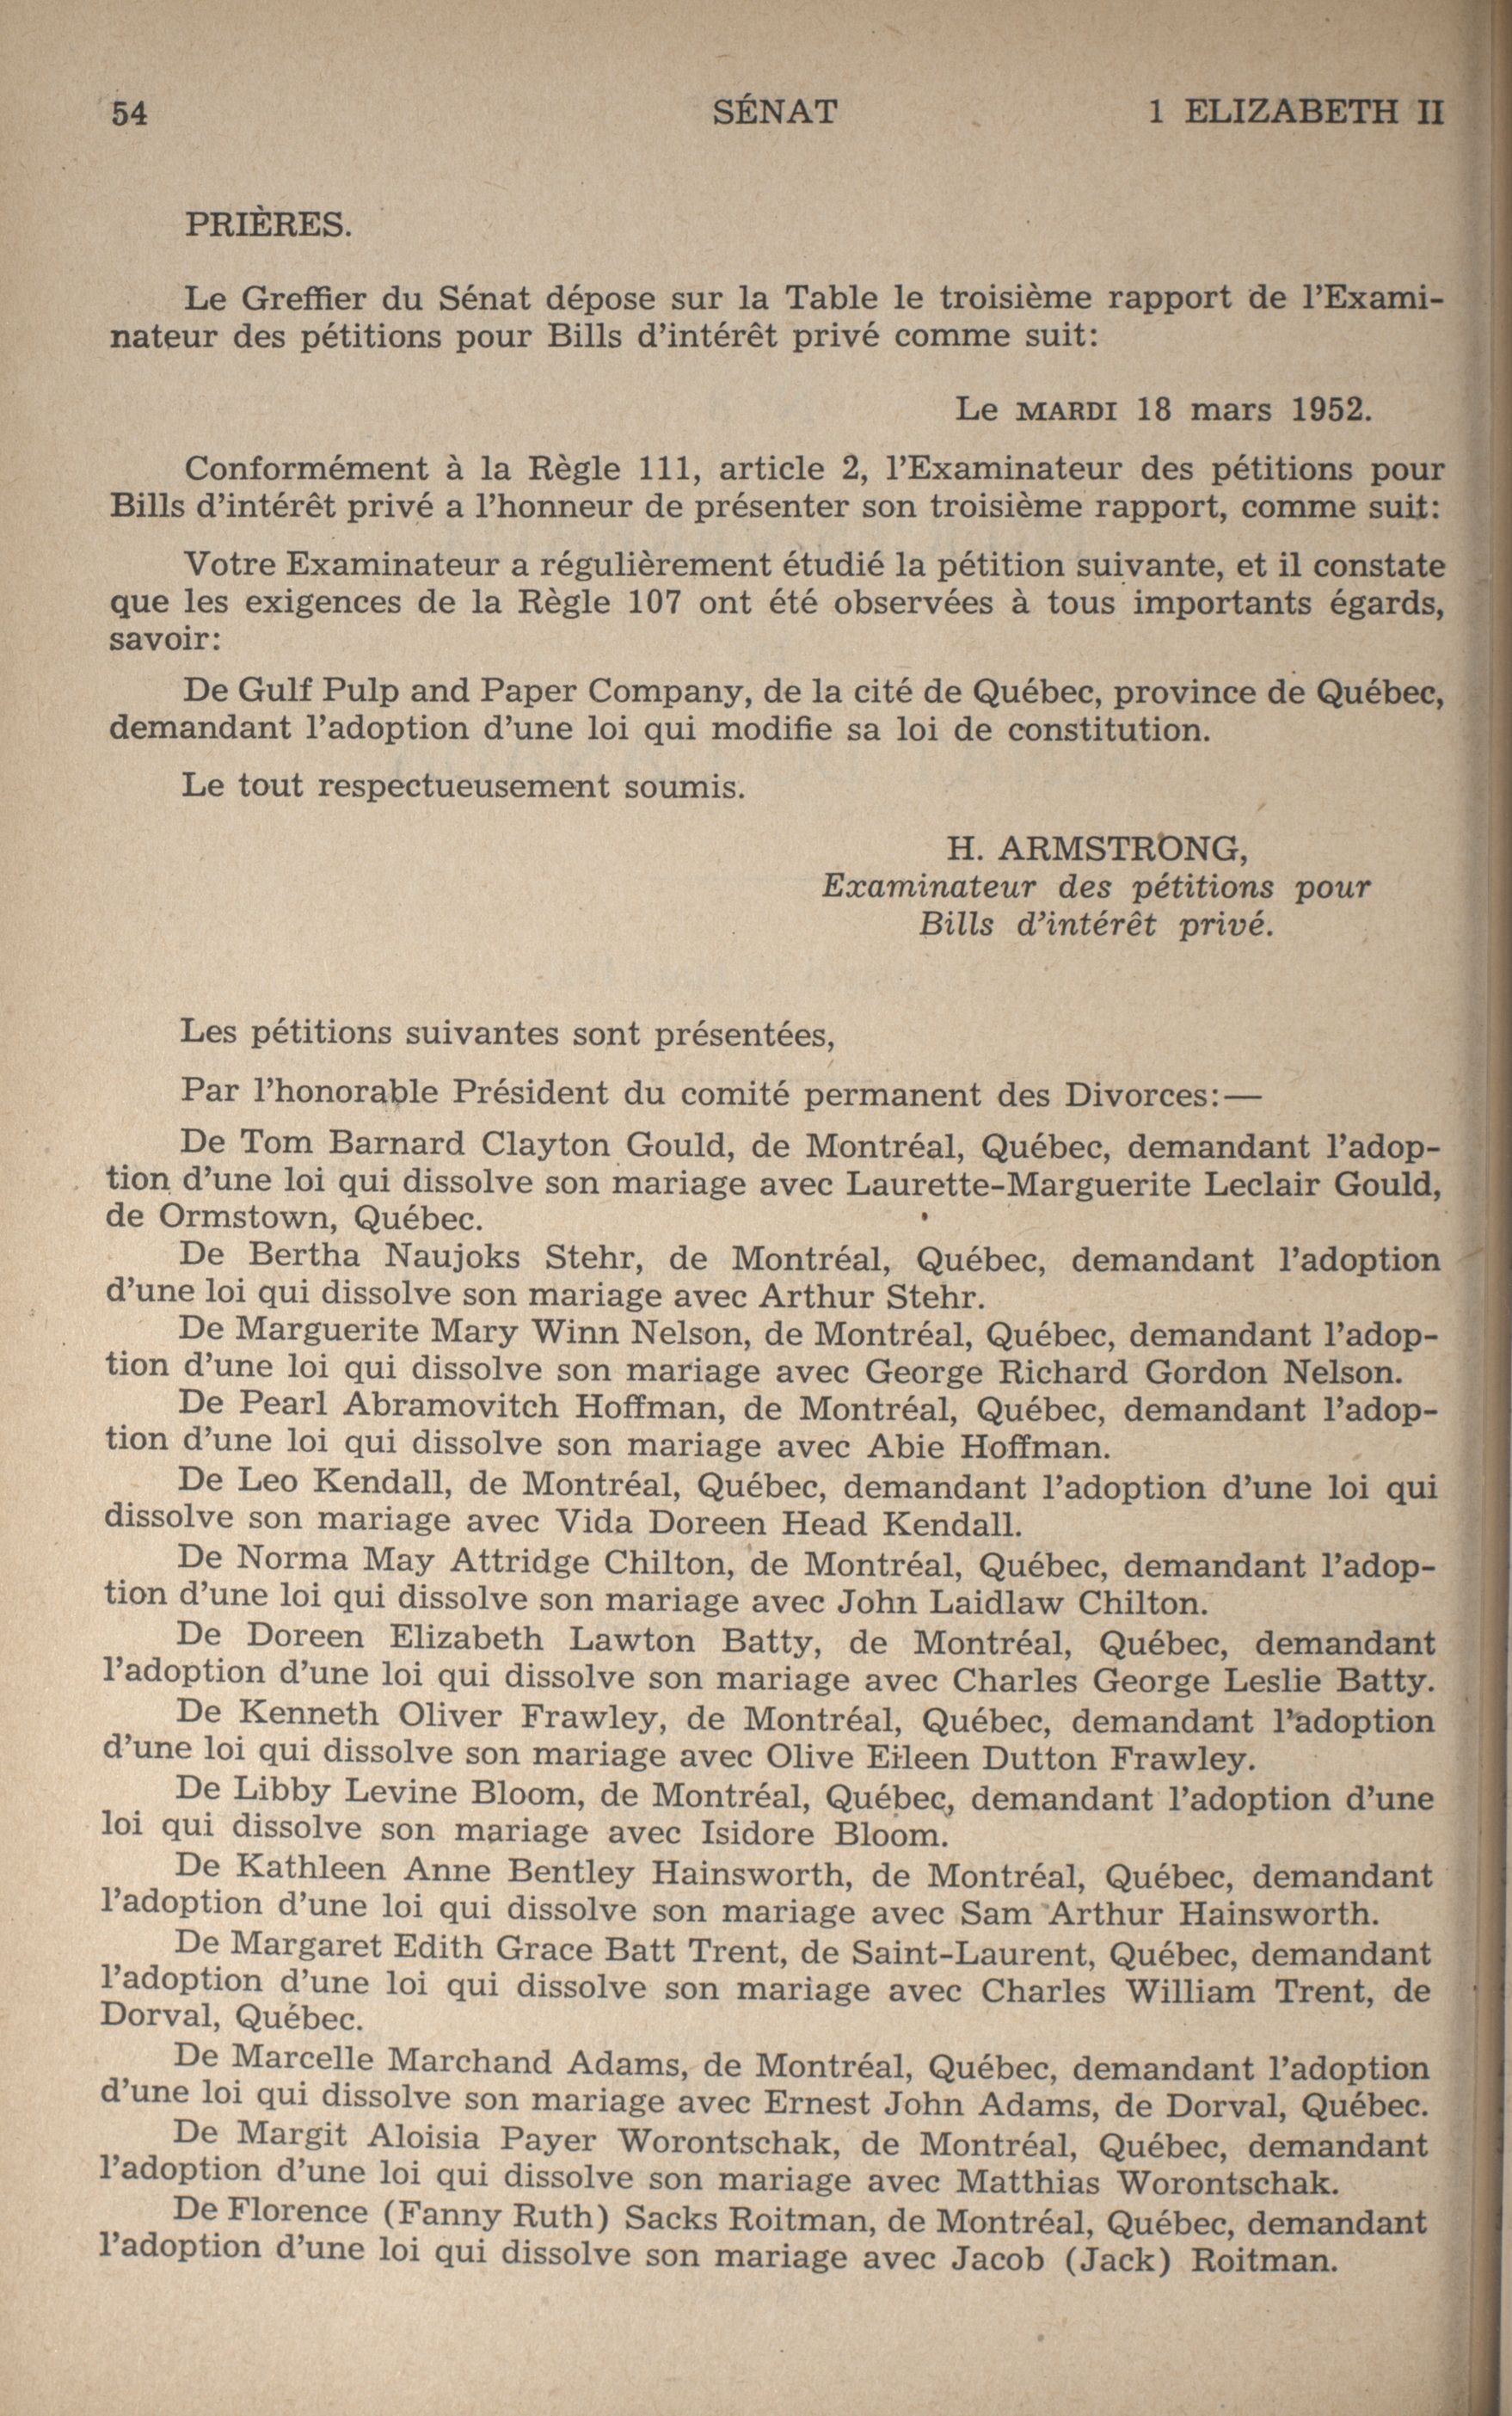 54 SÉNAT 1 ELIZABETH II
PRIÈRES.
Le Greffier du Sénat dépose sur la Table le troisième rapport de l'Exami-
nateur des pétitions pour Bills d'intérêt privé comme suit:
Le MARDI 18 mars 1952.
Conformément à la Règle 111, article 2, l'Examinateur des pétitions pour
Bills d'intérêt privé a l'honneur de présenter son troisième rapport, comme suit:
Votre Examinateur a régulièrement étudié la pétition suivante, et il constate
que les exigences de la Règle 107 ont été observées à tous importants égards,
savoir:
De Gulf Pulp and Paper Company, de la cité de Québec, province de Québec,
demandant l'adoption d'une loi qui modifie sa loi de constitution.
Le tout respectueusement soumis.
H. ARMSTRONG,
Examinateur des pétitions pour
Bills d'intérêt privé.
Les pétitions suivantes sont présentées,
Par l'honorable Président du comité permanent des Divorces:—
De Tom Barnard Clayton Gould, de Montréal, Québec, demandant l'adop-
tion d'une loi qui dissolve son mariage avec Laurette-Marguerite Leclair Gould,
de Ormstown, Québec.
De Bertha Naujoks Stehr, de Montréal, Québec, demandant l'adoption
d'une loi qui dissolve son mariage avec Arthur Stehr.
De Marguerite Mary Winn Nelson, de Montréal, Québec, demandant l'adop-
tion d'une loi qui dissolve son mariage avec George Richard Gordon Nelson.
De Pearl Abramovitch Hoffman, de Montréal, Québec, demandant l'adop-
tion d'une loi qui dissolve son mariage avec Abie Hoffman.
De Leo Kendall, de Montréal, Québec, demandant l'adoption d'une loi qui
dissolve son mariage avec Vida Doreen Head Kendall.
De Norma May Attridge Chilton, de Montréal, Québec, demandant l'adop-
tion d'une loi qui dissolve son mariage avec John Laidlaw Chilton.
De Doreen Elizabeth Lawton Batty, de Montréal, Québec, demandant
l'adoption d'une loi qui dissolve son mariage avec Charles George Leslie Batty.
De Kenneth Oliver Frawley, de Montréal, Québec, demandant l'adoption
d'une loi qui dissolve son mariage avec Olive Eileen Dutton Frawley.
De Libby Levine Bloom, de Montréal, Québec, demandant l'adoption d'une
loi qui dissolve son mariage avec Isidore Bloom.
De Kathleen Anne Bentley Hainsworth, de Montréal, Québec, demandant
l'adoption d'une loi qui dissolve son mariage avec Sam Arthur Hainsworth.
De Margaret Edith Grace Batt Trent, de Saint-Laurent, Québec, demandant
l'adoption d'une loi qui dissolve son mariage avec Charles William Trent, de
Dorval, Québec.
De Marcelle Marchand Adams, de Montréal, Québec, demandant l'adoption
d'une loi qui dissolve son mariage avec Ernest John Adams, de Dorval, Québec.
De Margit Aloisia Payer Worontschak, de Montréal, Québec, demandant
l'adoption d'une loi qui dissolve son mariage avec Matthias Worontschak.
De Florence (Fanny Ruth) Sacks Roitman, de Montréal, Québec, demandant
l'adoption d'une loi qui dissolve son mariage avec Jacob (Jack) Roitman.